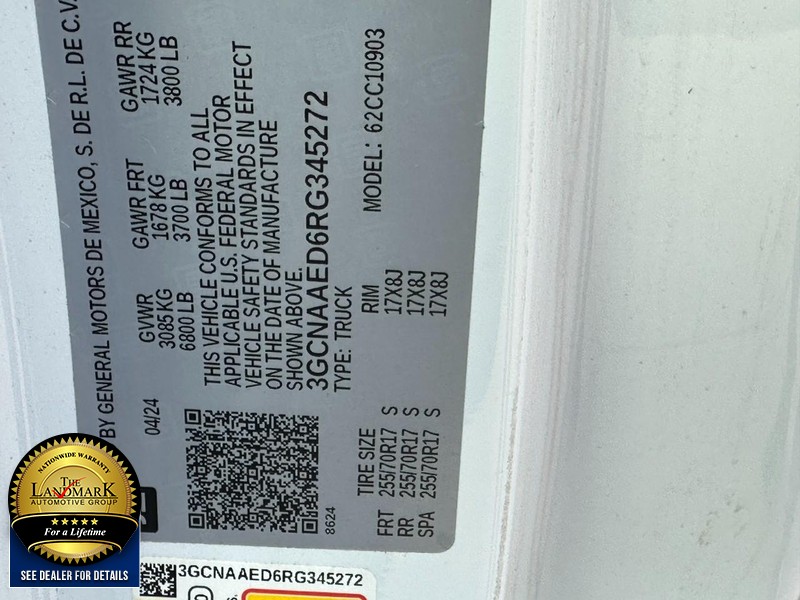 BY GENERAL MOTORS DE MEXICO, S. DE R.L. DE C.V.
04/24
GVWR GAWR FRT GAWR RR
3085 KG 1678 KG 1724 KG
6800 LB 3700 LB 3800 LB
THIS VEHICLE CONFORMS TO ALL
APPLICABLE U.S. FEDERAL MOTOR
VEHICLE SAFETY STANDARDS IN EFFECT
ON THE DATE OF MANUFACTURE
SHOWN ABOVE.
3GCNAAED6RG345272
TYPE: TRUCK MODEL: 62CC10903
8624
TIRE SIZE RIM
FRT 255/70R17 S 17X8J
RR 255/70R17 S 17X8J
SPA 255/70R17 S 17X8J
3GCNAAED6RG345272
NATIONWIDE WARRANTY
THE
LANDMARK
AUTOMOTIVE GROUP
For a Lifetime
SEE DEALER FOR DETAILS